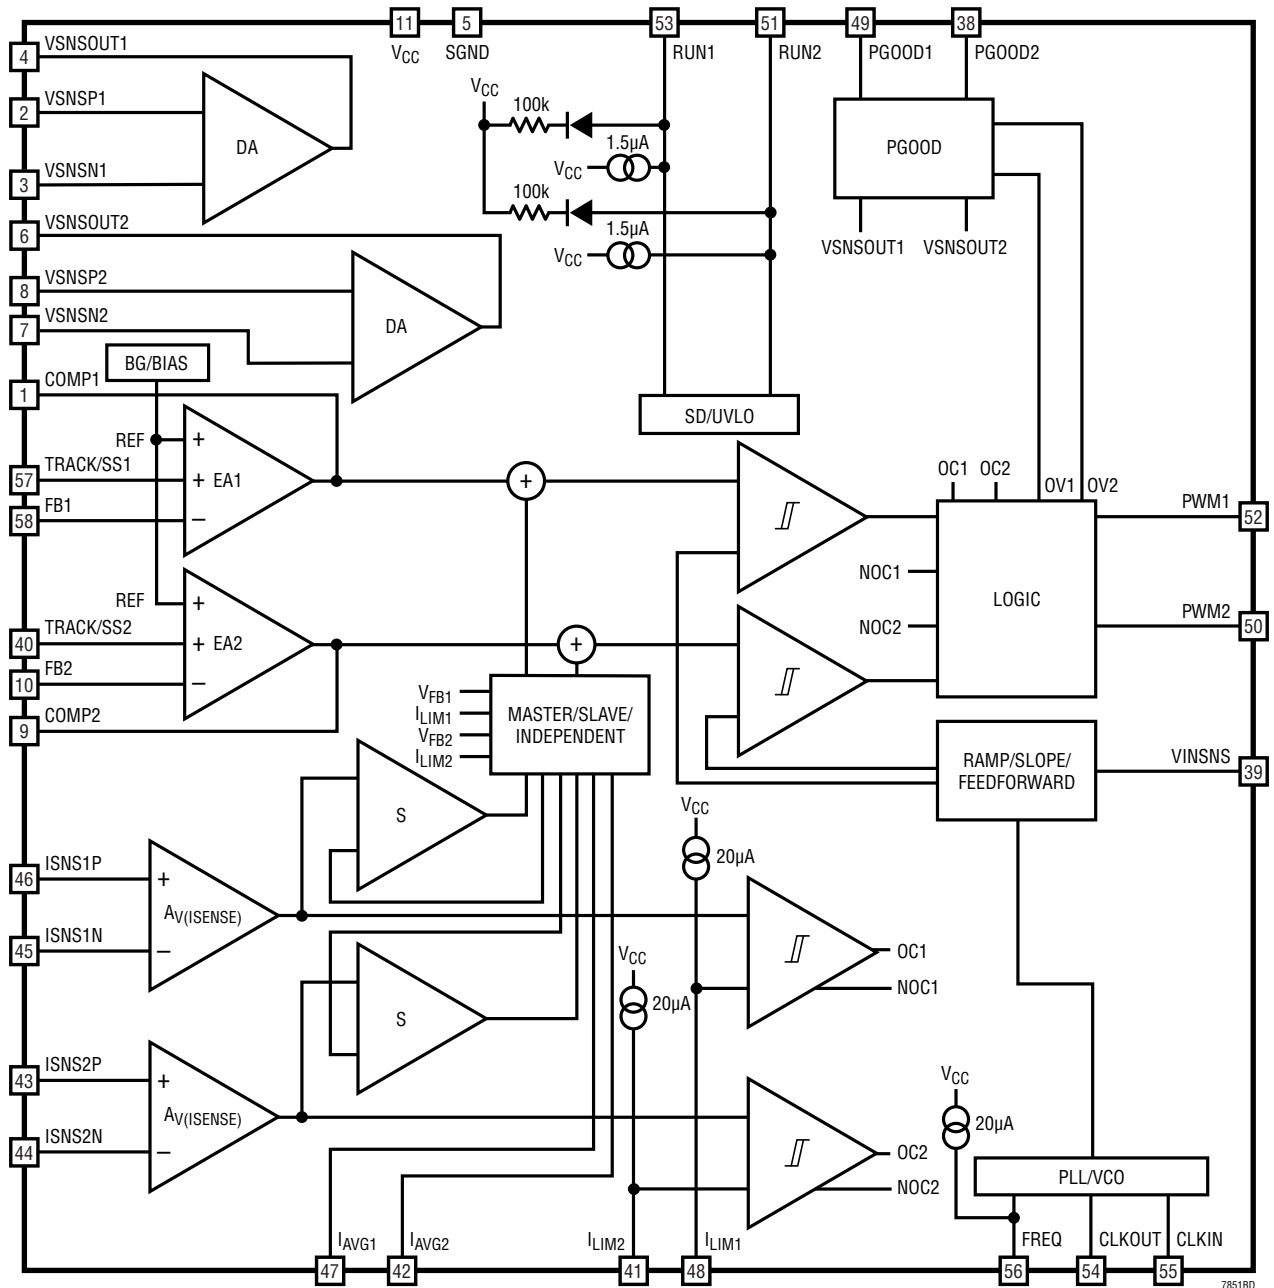 11
5
53
51
49
38
VCC
SGND
RUN1
RUN2
PGOOD1
PGOOD2
4
VSNSOUT1
2
VSNSP1
3
VSNSN1
DA
6
VSNSOUT2
8
VSNSP2
7
VSNSN2
DA
VCC
100k
1.5µA
VCC
100k
1.5µA
VCC
PGOOD
VSNSOUT1
VSNSOUT2
BG/BIAS
1
COMP1
SD/UVLO
REF
+
57
TRACK/SS1
+
EA1
58
FB1
–
+
OC1
OC2
OV1
OV2
NOC1
NOC2
LOGIC
PWM1
52
PWM2
50
REF
+
40
TRACK/SS2
+
EA2
10
FB2
–
9
COMP2
+
VFB1
ILIM1
VFB2
ILIM2
MASTER/SLAVE/
INDEPENDENT
RAMP/SLOPE/
FEEDFORWARD
VINSNS
39
S
VCC
20µA
46
ISNS1P
+
AV(ISENSE)
45
ISNS1N
–
OC1
NOC1
S
VCC
20µA
43
ISNS2P
+
AV(ISENSE)
44
ISNS2N
–
OC2
NOC2
VCC
20µA
PLL/VCO
IAVG1
IAVG2
ILIM2
ILIM1
FREQ
CLKOUT
CLKIN
47
42
41
48
56
54
55
7851BD